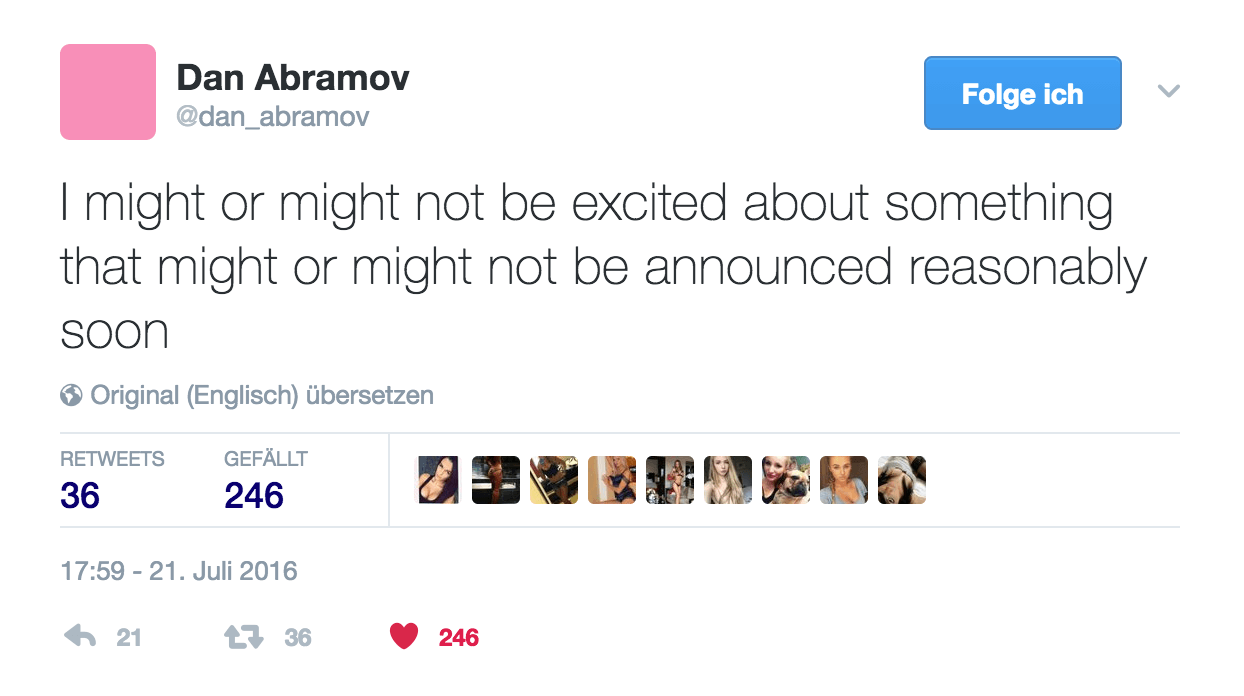 Dan Abramov
@dan_abramov
Folge ich
I might or might not be excited about something
that might or might not be announced reasonably
soon
Original (Englisch) übersetzen
RETWEETS
36
GEFÄLLT
246
17:59 - 21. Juli 2016
21
36
246